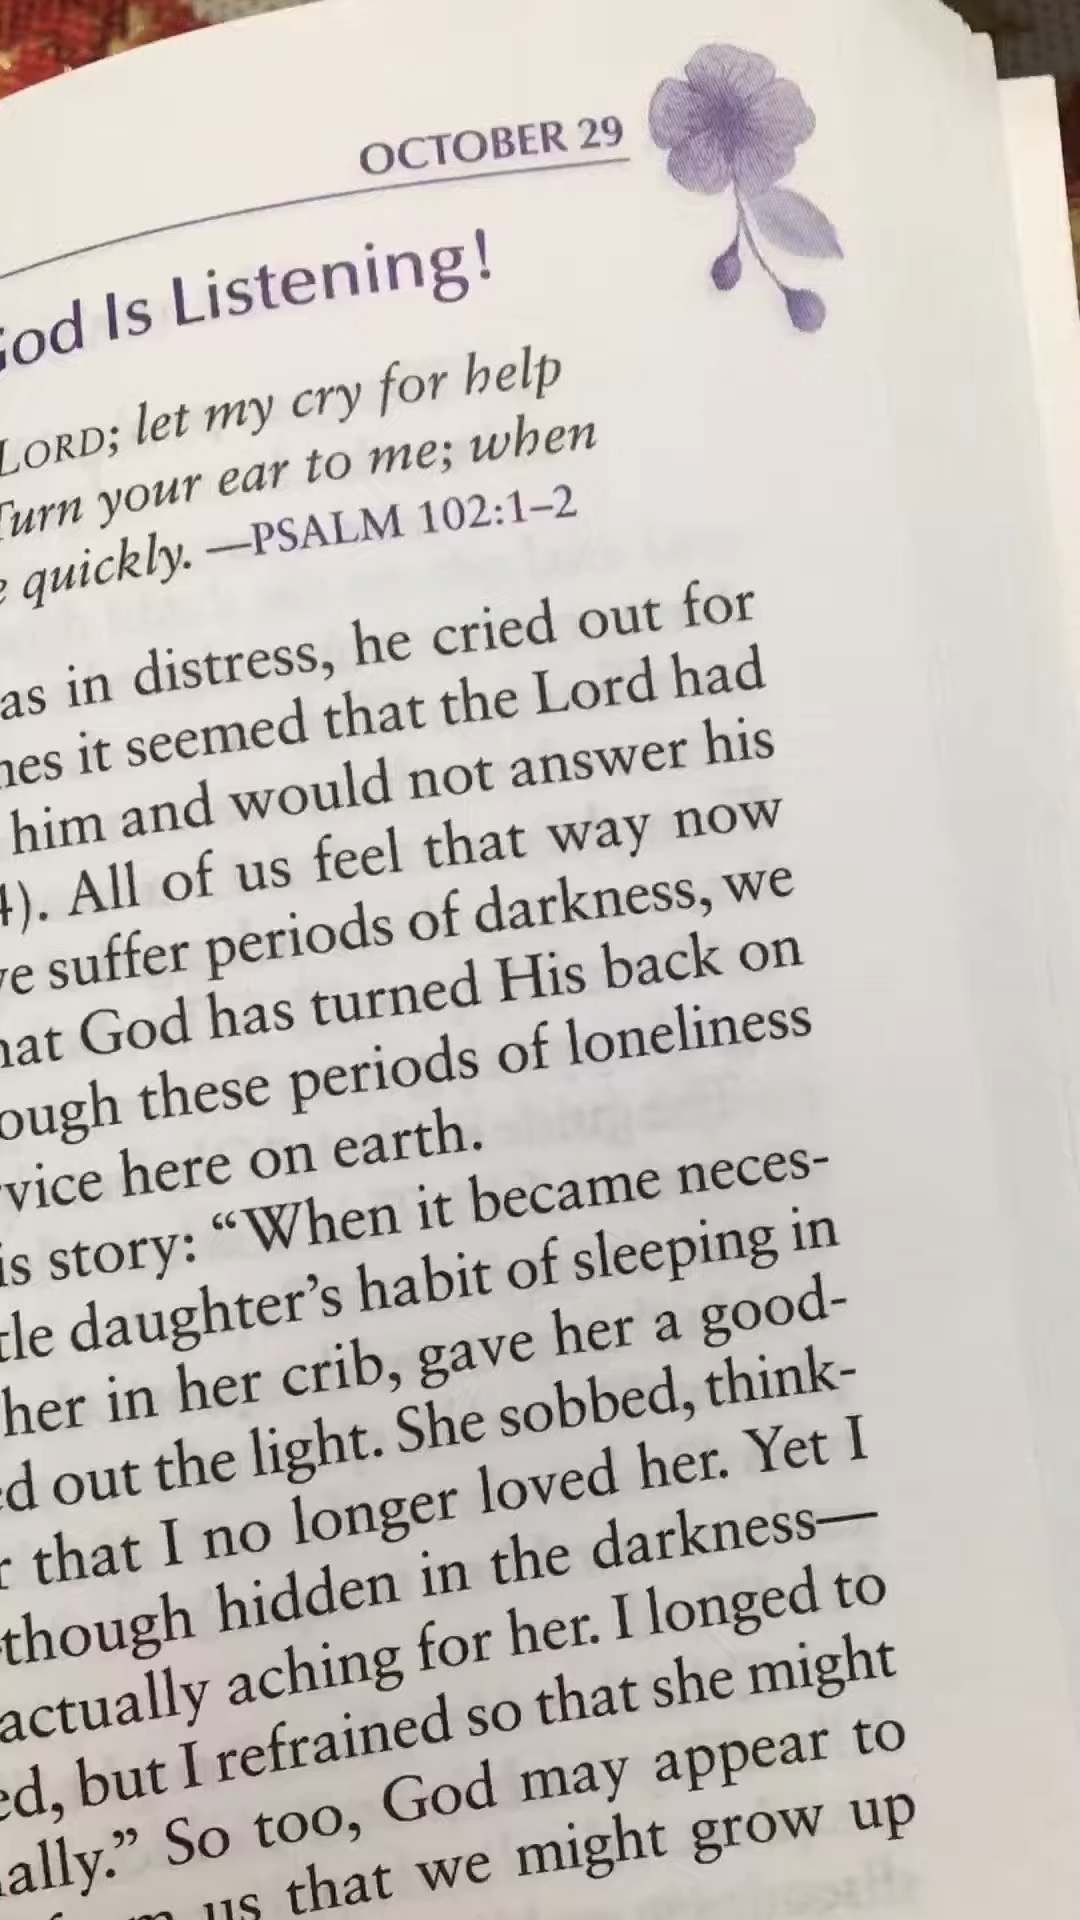 OCTOBER 29
God Is Listening!
LORD; let my cry for help
Turn your ear to me; when
quickly. —PSALM 102:1–2
as in distress, he cried out for
it seemed that the Lord had
him and would not answer his
4). All of us feel that way now
suffer periods of darkness, we
hat God has turned His back on
ough these periods of loneliness
vice here on earth.
is story: “When it became neces-
tle daughter’s habit of sleeping in
her in her crib, gave her a good-
ed out the light. She sobbed, think-
that I no longer loved her. Yet I
though hidden in the darkness—
actually aching for her. I longed to
ed, but I refrained so that she might
ally.” So too, God may appear to
us that we might grow up